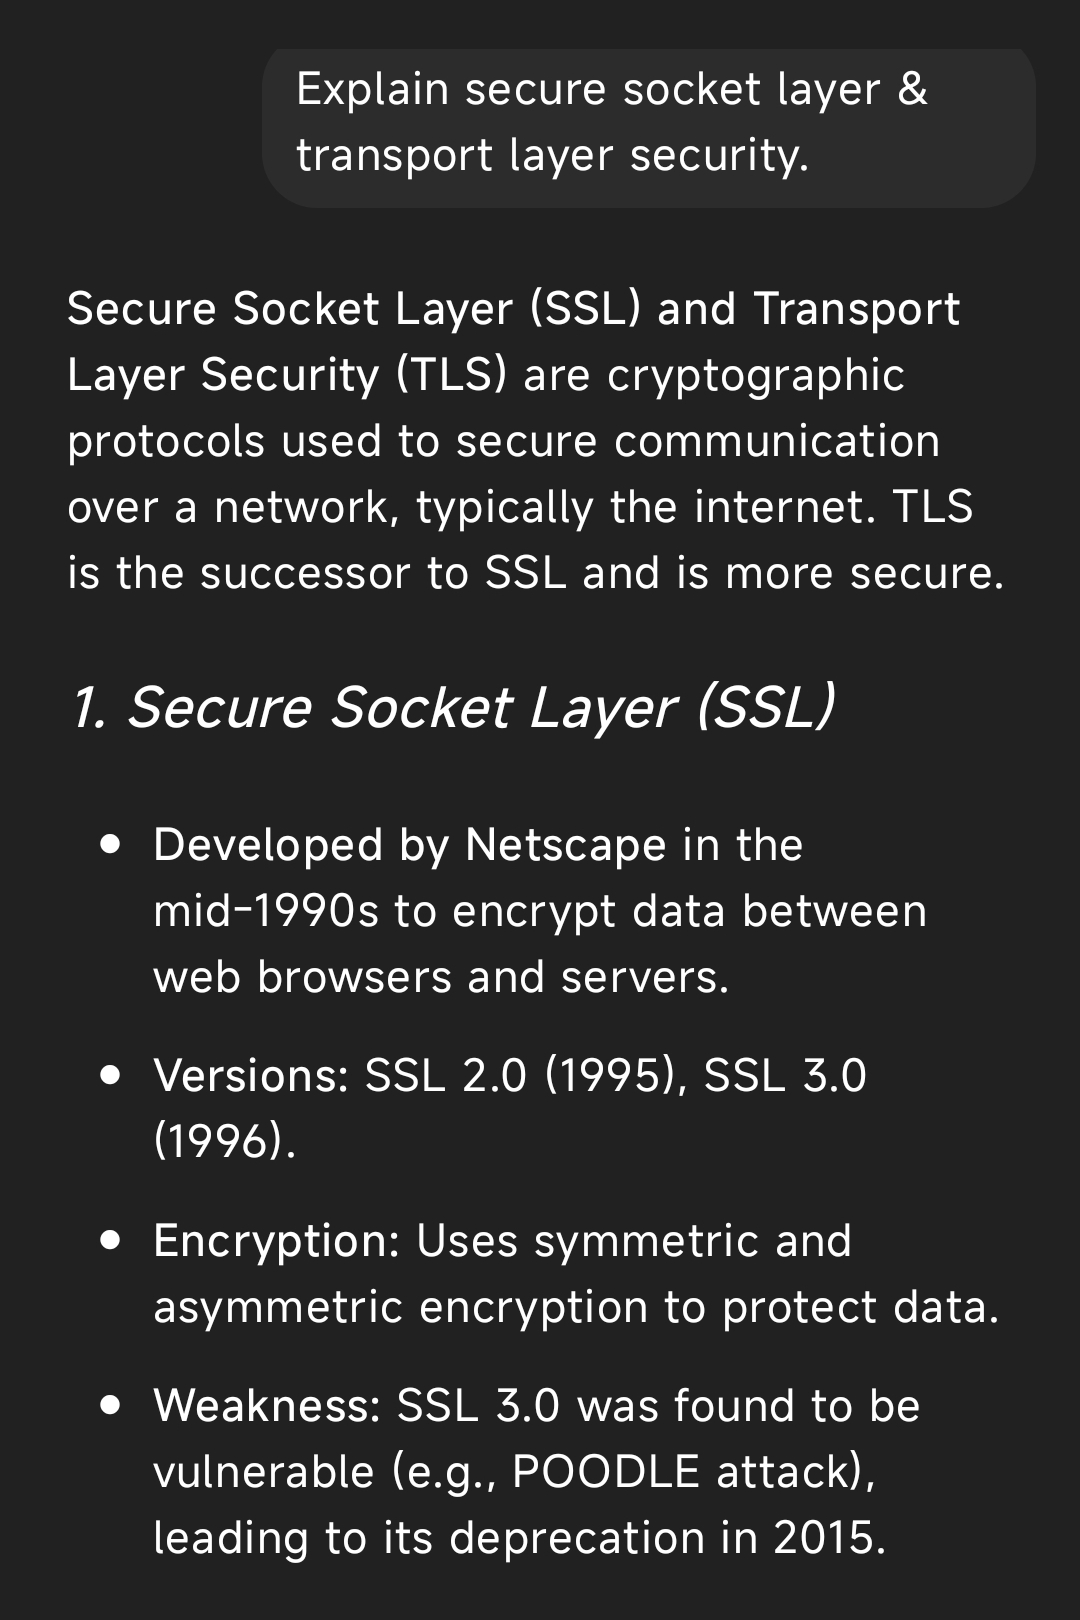 Explain secure socket layer &
transport layer security.
Secure Socket Layer (SSL) and Transport
Layer Security (TLS) are cryptographic
protocols used to secure communication
over a network, typically the internet. TLS
is the successor to SSL and is more secure.
1. Secure Socket Layer (SSL)
• Developed by Netscape in the
mid-1990s to encrypt data between
web browsers and servers.
• Versions: SSL 2.0 (1995), SSL 3.0
(1996).
• Encryption: Uses symmetric and
asymmetric encryption to protect data.
• Weakness: SSL 3.0 was found to be
vulnerable (e.g., POODLE attack),
leading to its deprecation in 2015.